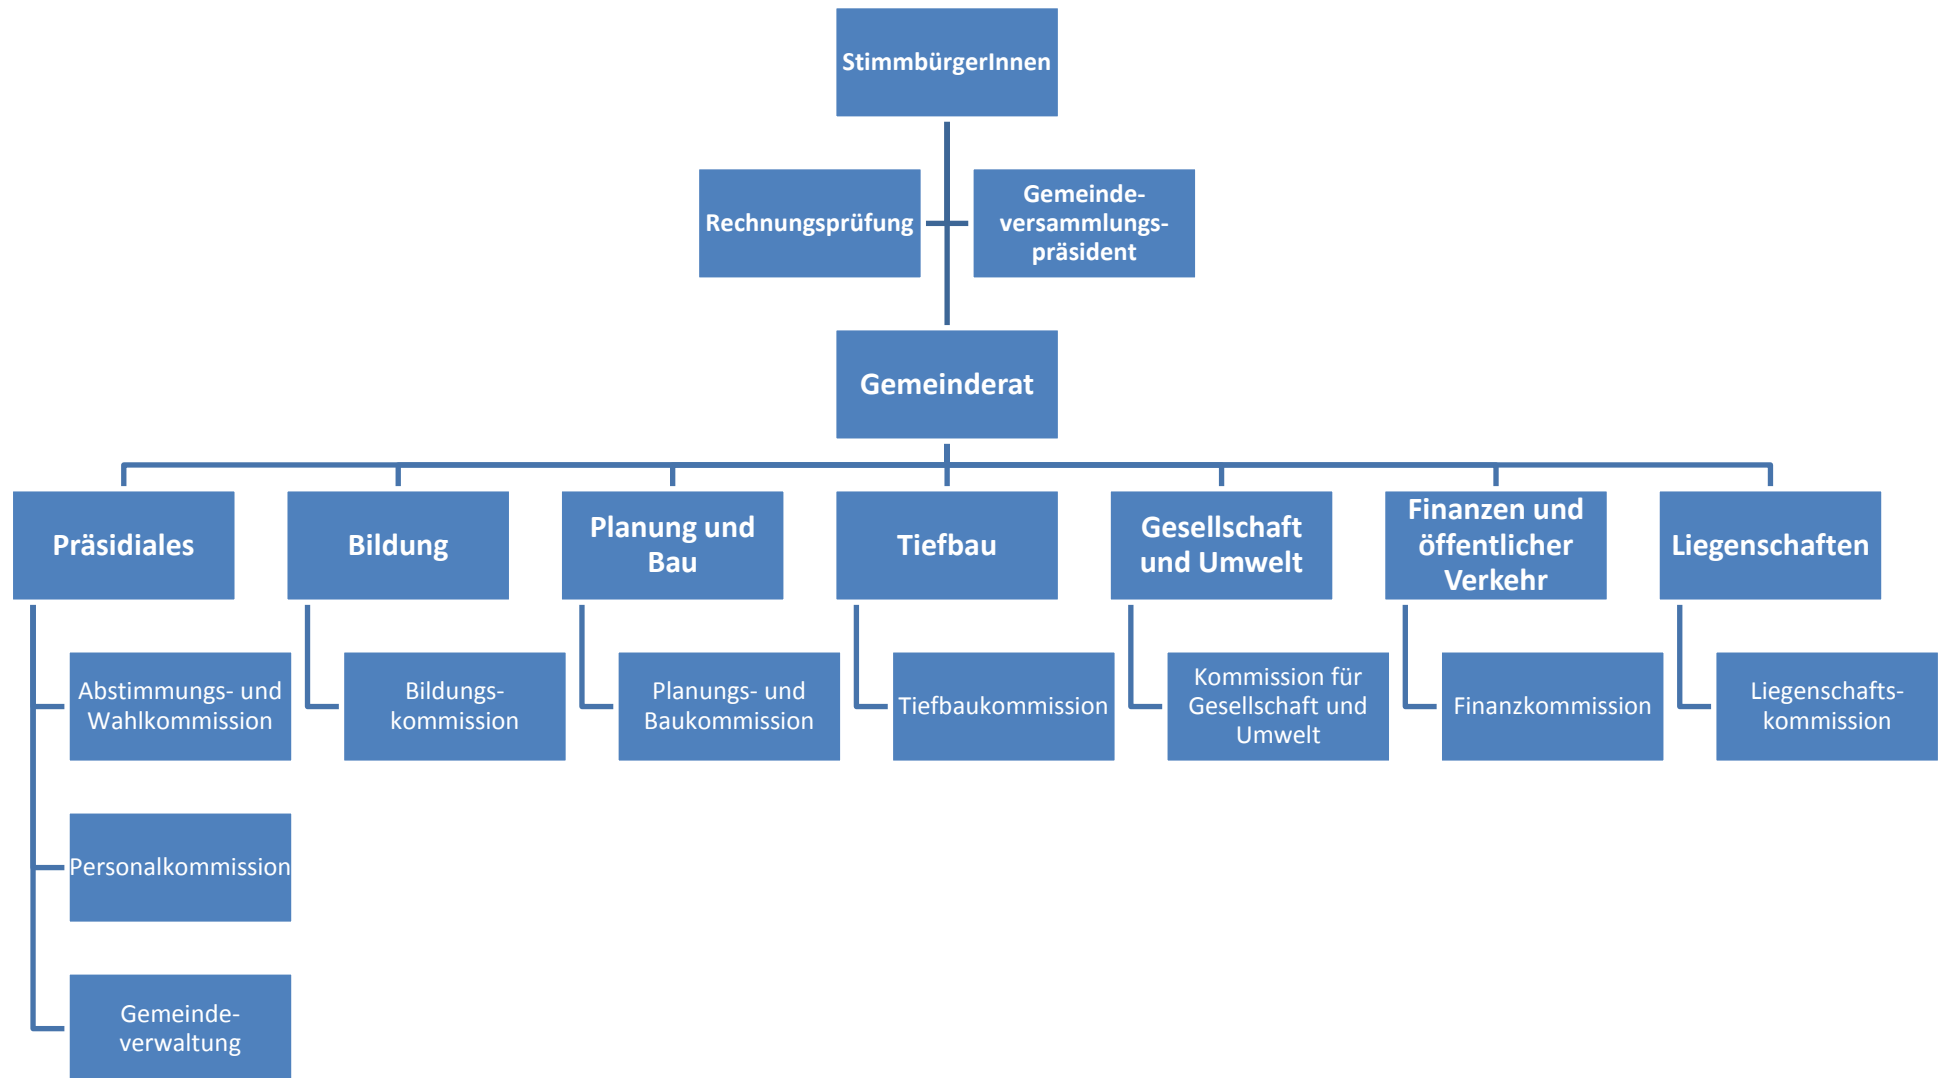 StimmbürgerInnen
Rechnungsprüfung
Gemeinde-
versammlungs-
präsident
Gemeinderat
Präsidiales
Bildung
Planung und
Bau
Tiefbau
Gesellschaft
und Umwelt
Finanzen und
öffentlicher
Verkehr
Liegenschaften
Abstimmungs- und
Wahlkommission
Bildungs-
kommission
Planungs- und
Baukommission
Tiefbaukommission
Kommission für
Gesellschaft und
Umwelt
Finanzkommission
Liegenschafts-
kommission
Personalkommission
Gemeinde-
verwaltung